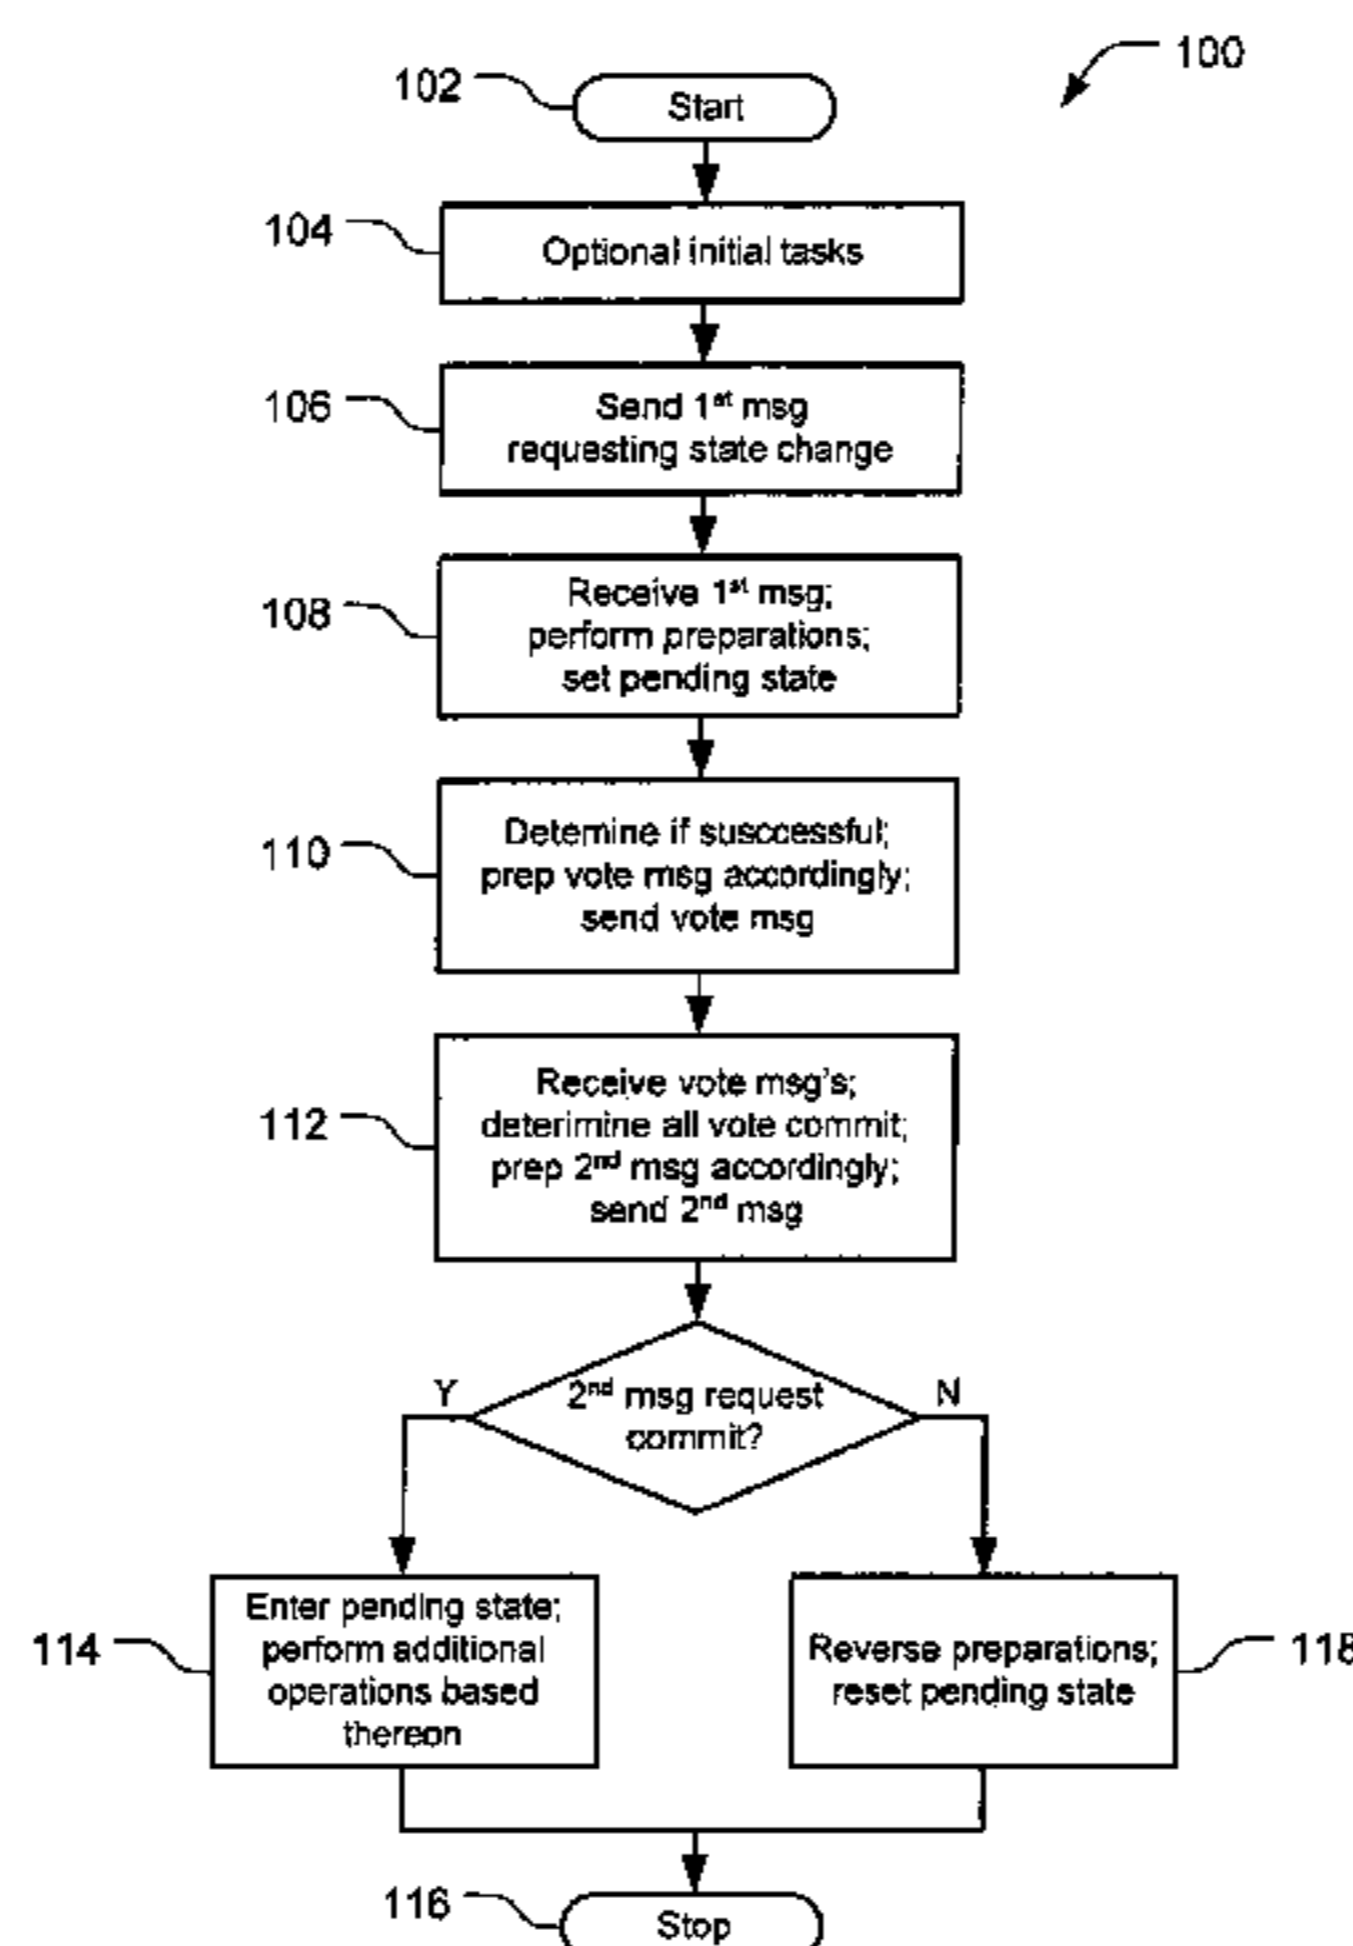 100
102
Start
104
Optional initial tasks
106
Send 1st msg
requesting state change
108
Receive 1st msg;
perform preparations;
set pending state
110
Detemine if susccessful;
prep vote msg accordingly;
send vote msg
112
Receive vote msg's;
deterimine all vote commit;
prep 2nd msg accordingly;
send 2nd msg
Y
2nd msg request
commit?
N
114
Enter pending state;
perform additional
operations based
thereon
Reverse preparations;
reset pending state
118
116
Stop